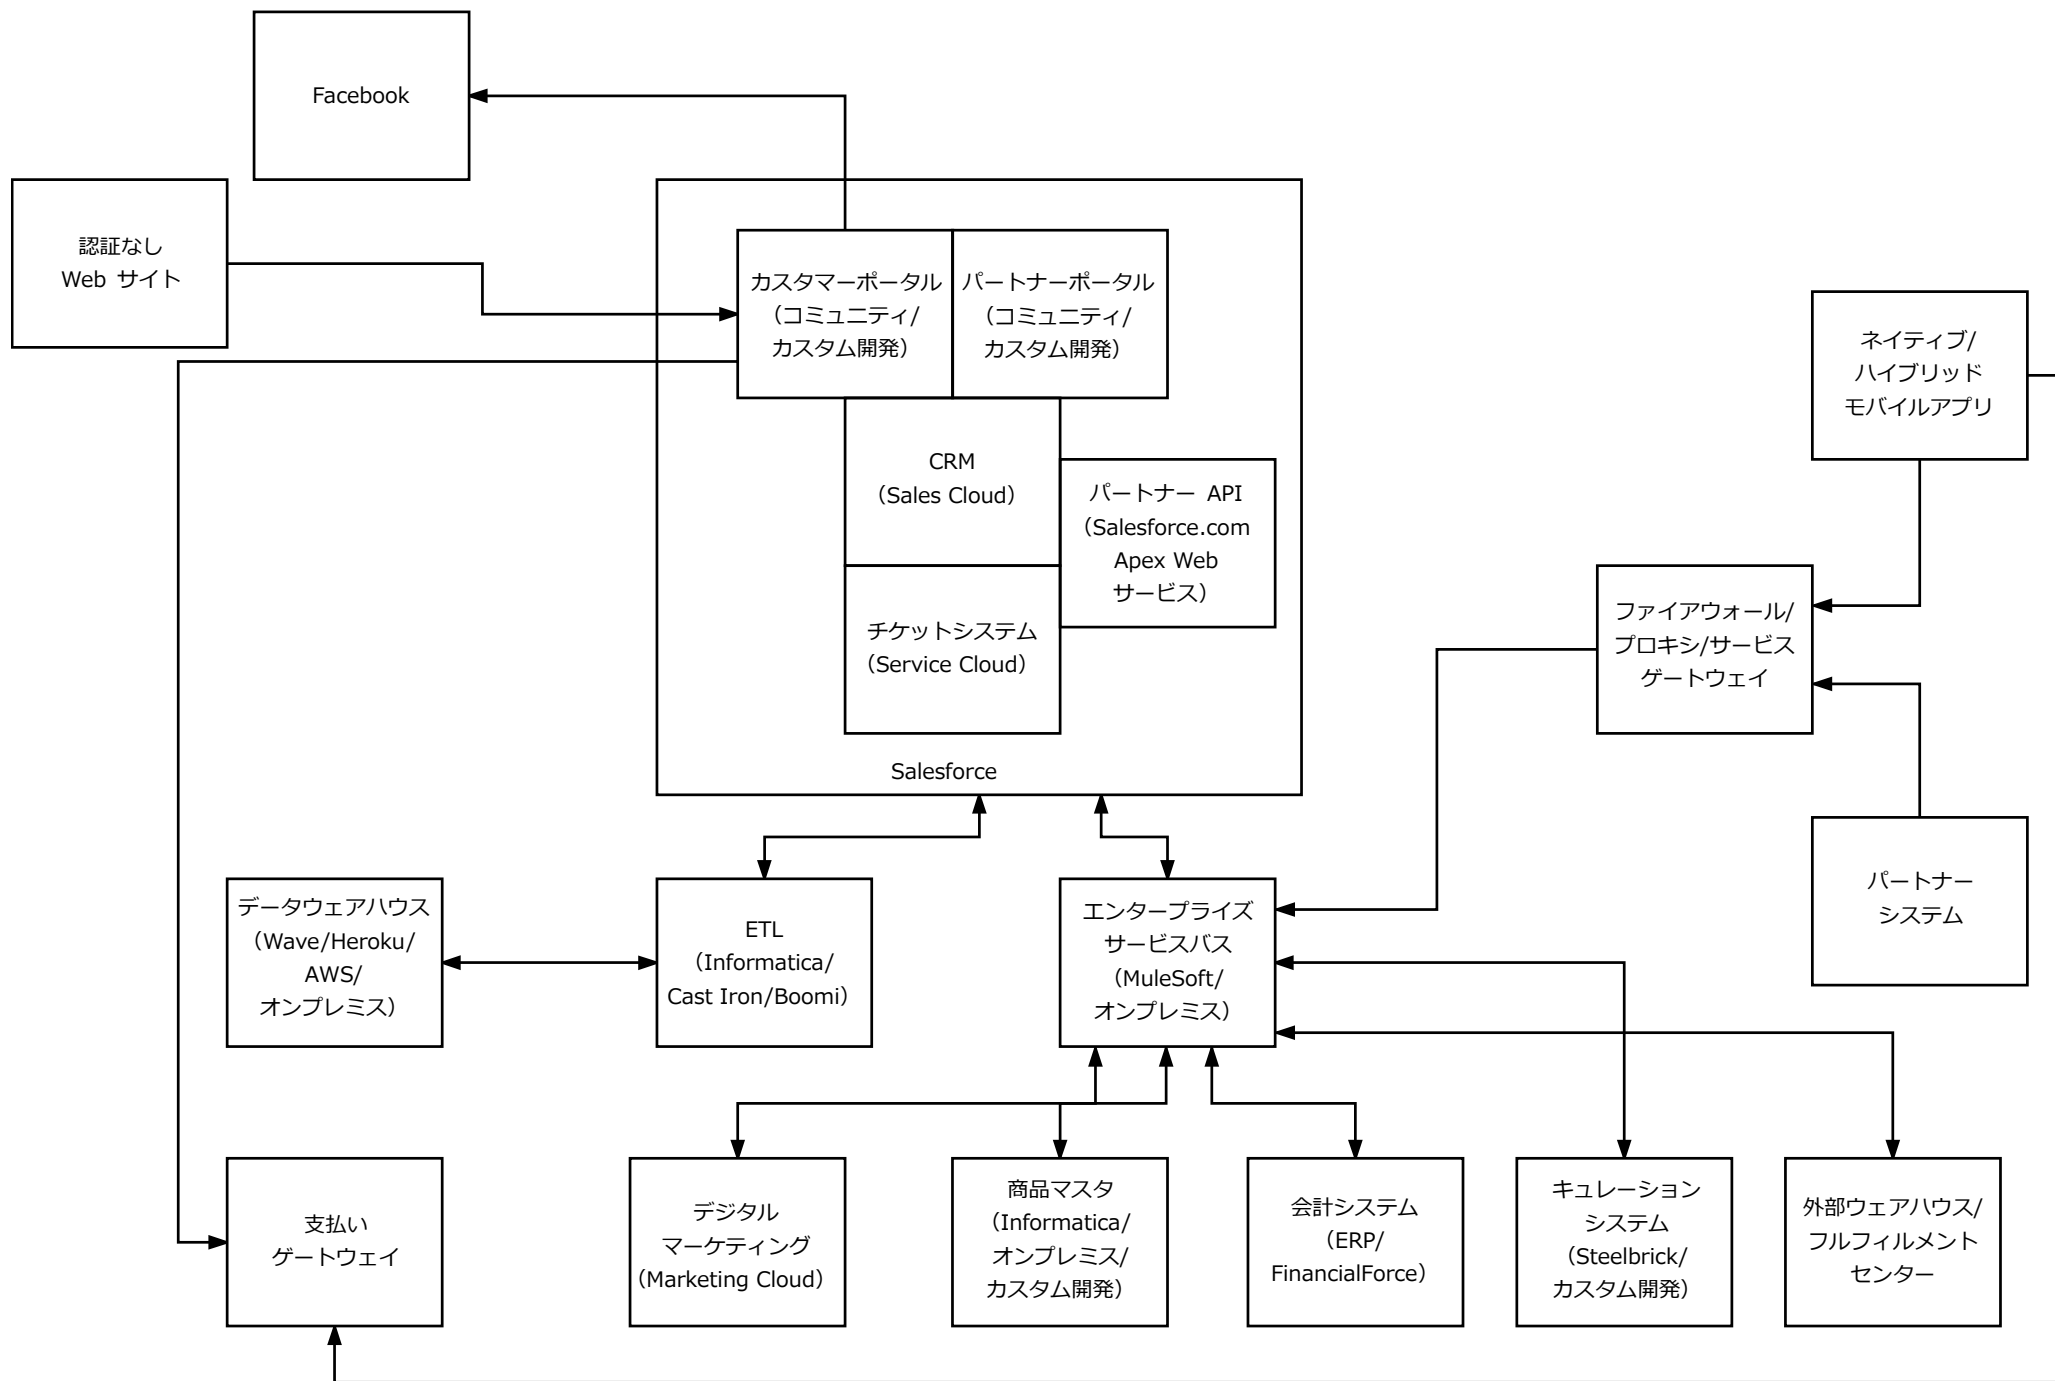 Facebook
認証なし
Web サイト
カスタマーポータル
（コミュニティ/
カスタム開発）
パートナーポータル
（コミュニティ/
カスタム開発）
CRM
（Sales Cloud）
パートナー API
（Salesforce.com
Apex Web
サービス）
チケットシステム
（Service Cloud）
Salesforce
ネイティブ/
ハイブリッド
モバイルアプリ
ファイアウォール/
プロキシ/サービス
ゲートウェイ
パートナー
システム
データウェアハウス
（Wave/Heroku/
AWS/
オンプレミス）
ETL
（Informatica/
Cast Iron/Boomi）
エンタープライズ
サービスバス
（MuleSoft/
オンプレミス）
支払い
ゲートウェイ
デジタル
マーケティング
（Marketing Cloud）
商品マスタ
（Informatica/
オンプレミス/
カスタム開発）
会計システム
（ERP/
FinancialForce）
キュレーション
システム
（Steelbrick/
カスタム開発）
外部ウェアハウス/
フルフィルメント
センター